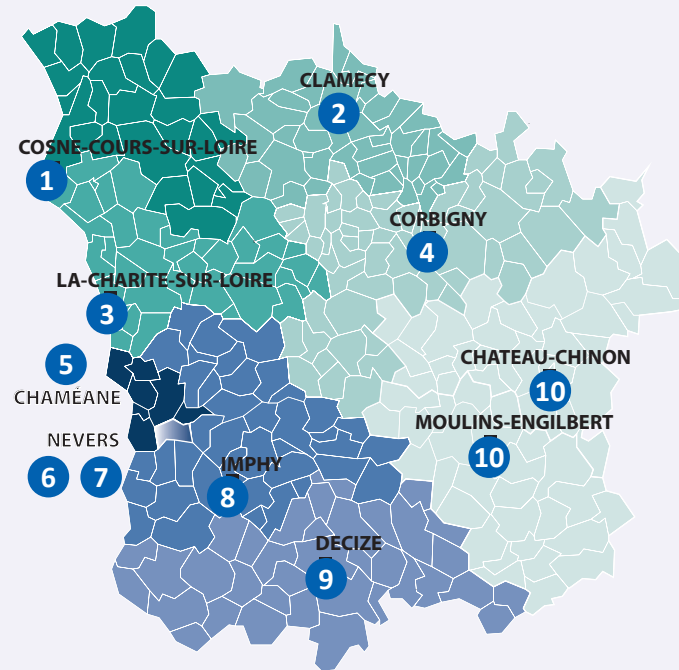 CLAMECY
2
COSNE-COURS-SUR-LOIRE
1
CORBIGNY
4
LA-CHARITE-SUR-LOIRE
3
5
CHAMÉANE
CHATEAU-CHINON
10
MOULINS-ENGILBERT
10
NEVERS
6 7
IMPHY
8
DECIZE
9